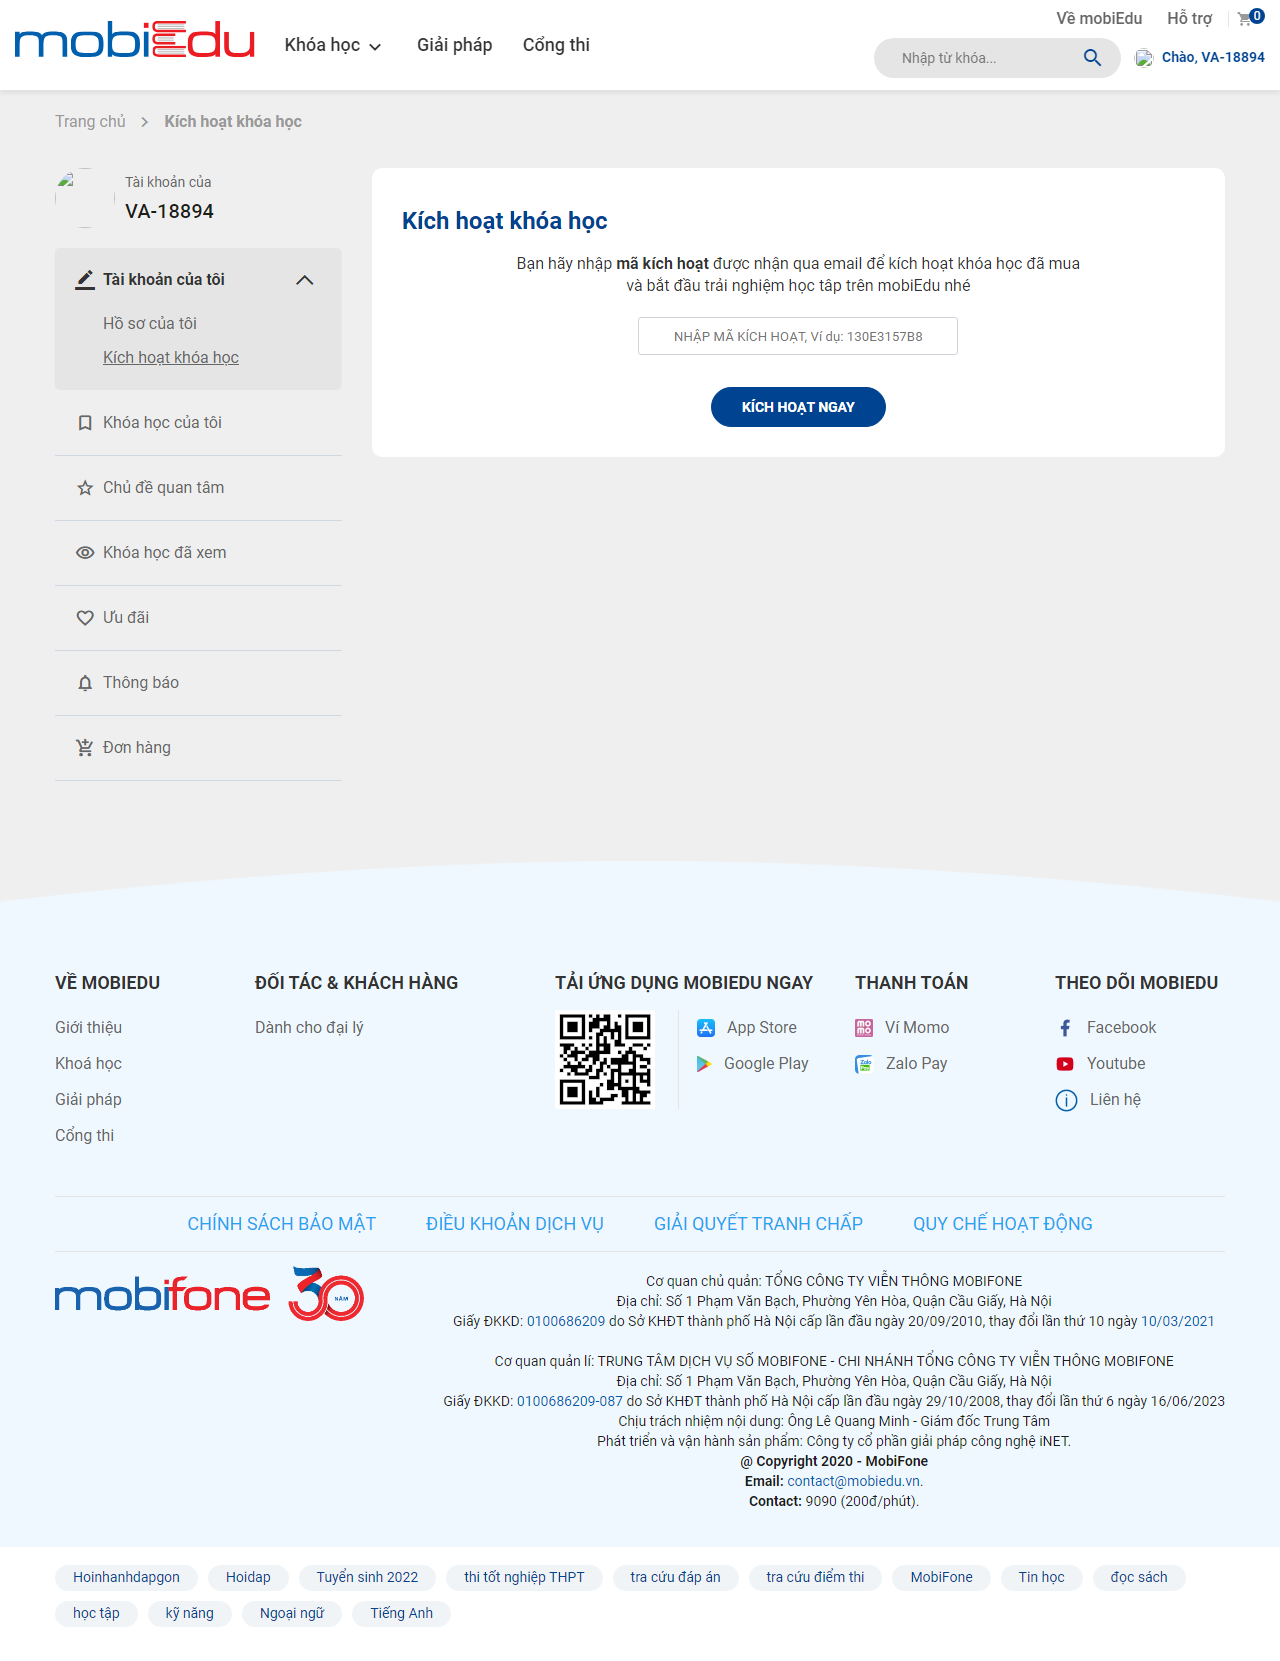 Về mobiEdu Hỗ trợ 0
mobiEdu Khóa học Giải pháp Cổng thi
Nhập từ khóa... Chào, VA-18894
Trang chủ Kích hoạt khóa học
Tài khoản của
VA-18894
Tài khoản của tôi
Hồ sơ của tôi
Kích hoạt khóa học
Khóa học của tôi
Chủ đề quan tâm
Khóa học đã xem
Ưu đãi
Thông báo
Đơn hàng
Kích hoạt khóa học
Bạn hãy nhập mã kích hoạt được nhận qua email để kích hoạt khóa học đã mua
và bắt đầu trải nghiệm học tâp trên mobiEdu nhé
NHẬP MÃ KÍCH HOẠT, Ví dụ: 130E3157B8
KÍCH HOẠT NGAY
VỀ MOBIEDU
Giới thiệu
Khoá học
Giải pháp
Cổng thi
ĐỐI TÁC & KHÁCH HÀNG
Dành cho đại lý
TẢI ỨNG DỤNG MOBIEDU NGAY
App Store
Google Play
THANH TOÁN
Ví Momo
Zalo Pay
THEO DÕI MOBIEDU
Facebook
Youtube
Liên hệ
CHÍNH SÁCH BẢO MẬT ĐIỀU KHOẢN DỊCH VỤ GIẢI QUYẾT TRANH CHẤP QUY CHẾ HOẠT ĐỘNG
mobifone 30 NĂM
Cơ quan chủ quản: TỔNG CÔNG TY VIỄN THÔNG MOBIFONE
Địa chỉ: Số 1 Phạm Văn Bạch, Phường Yên Hòa, Quận Cầu Giấy, Hà Nội
Giấy ĐKKD: 0100686209 do Sở KHĐT thành phố Hà Nội cấp lần đầu ngày 20/09/2010, thay đổi lần thứ 10 ngày 10/03/2021
Cơ quan quản lí: TRUNG TÂM DỊCH VỤ SỐ MOBIFONE - CHI NHÁNH TỔNG CÔNG TY VIỄN THÔNG MOBIFONE
Địa chỉ: Số 1 Phạm Văn Bạch, Phường Yên Hòa, Quận Cầu Giấy, Hà Nội
Giấy ĐKKD: 0100686209-087 do Sở KHĐT thành phố Hà Nội cấp lần đầu ngày 29/10/2008, thay đổi lần thứ 6 ngày 16/06/2023
Chịu trách nhiệm nội dung: Ông Lê Quang Minh - Giám đốc Trung Tâm
Phát triển và vận hành sản phẩm: Công ty cổ phần giải pháp công nghệ iNET.
@ Copyright 2020 - MobiFone
Email: contact@mobiedu.vn.
Contact: 9090 (200đ/phút).
Hoinhanhdapgon Hoidap Tuyển sinh 2022 thi tốt nghiệp THPT tra cứu đáp án tra cứu điểm thi MobiFone Tin học đọc sách
học tập kỹ năng Ngoại ngữ Tiếng Anh